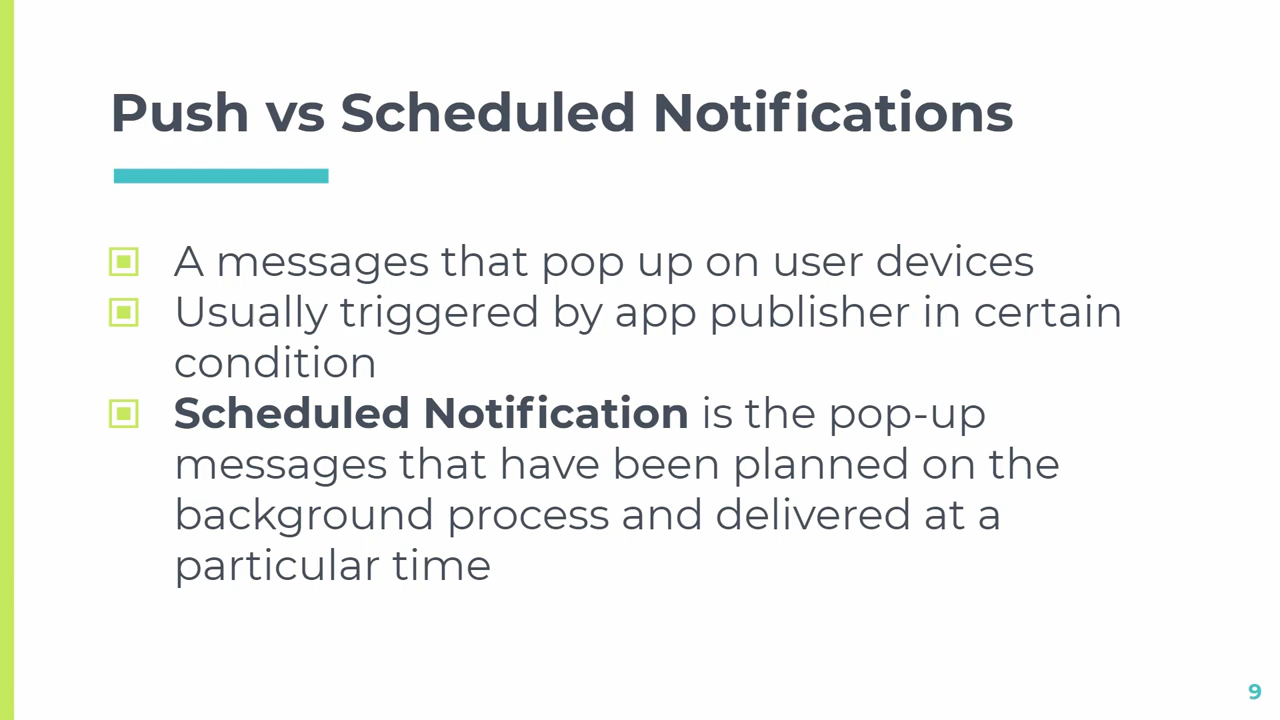 Push vs Scheduled Notifications
A messages that pop up on user devices
Usually triggered by app publisher in certain
condition
Scheduled Notification is the pop-up
messages that have been planned on the
background process and delivered at a
particular time
9